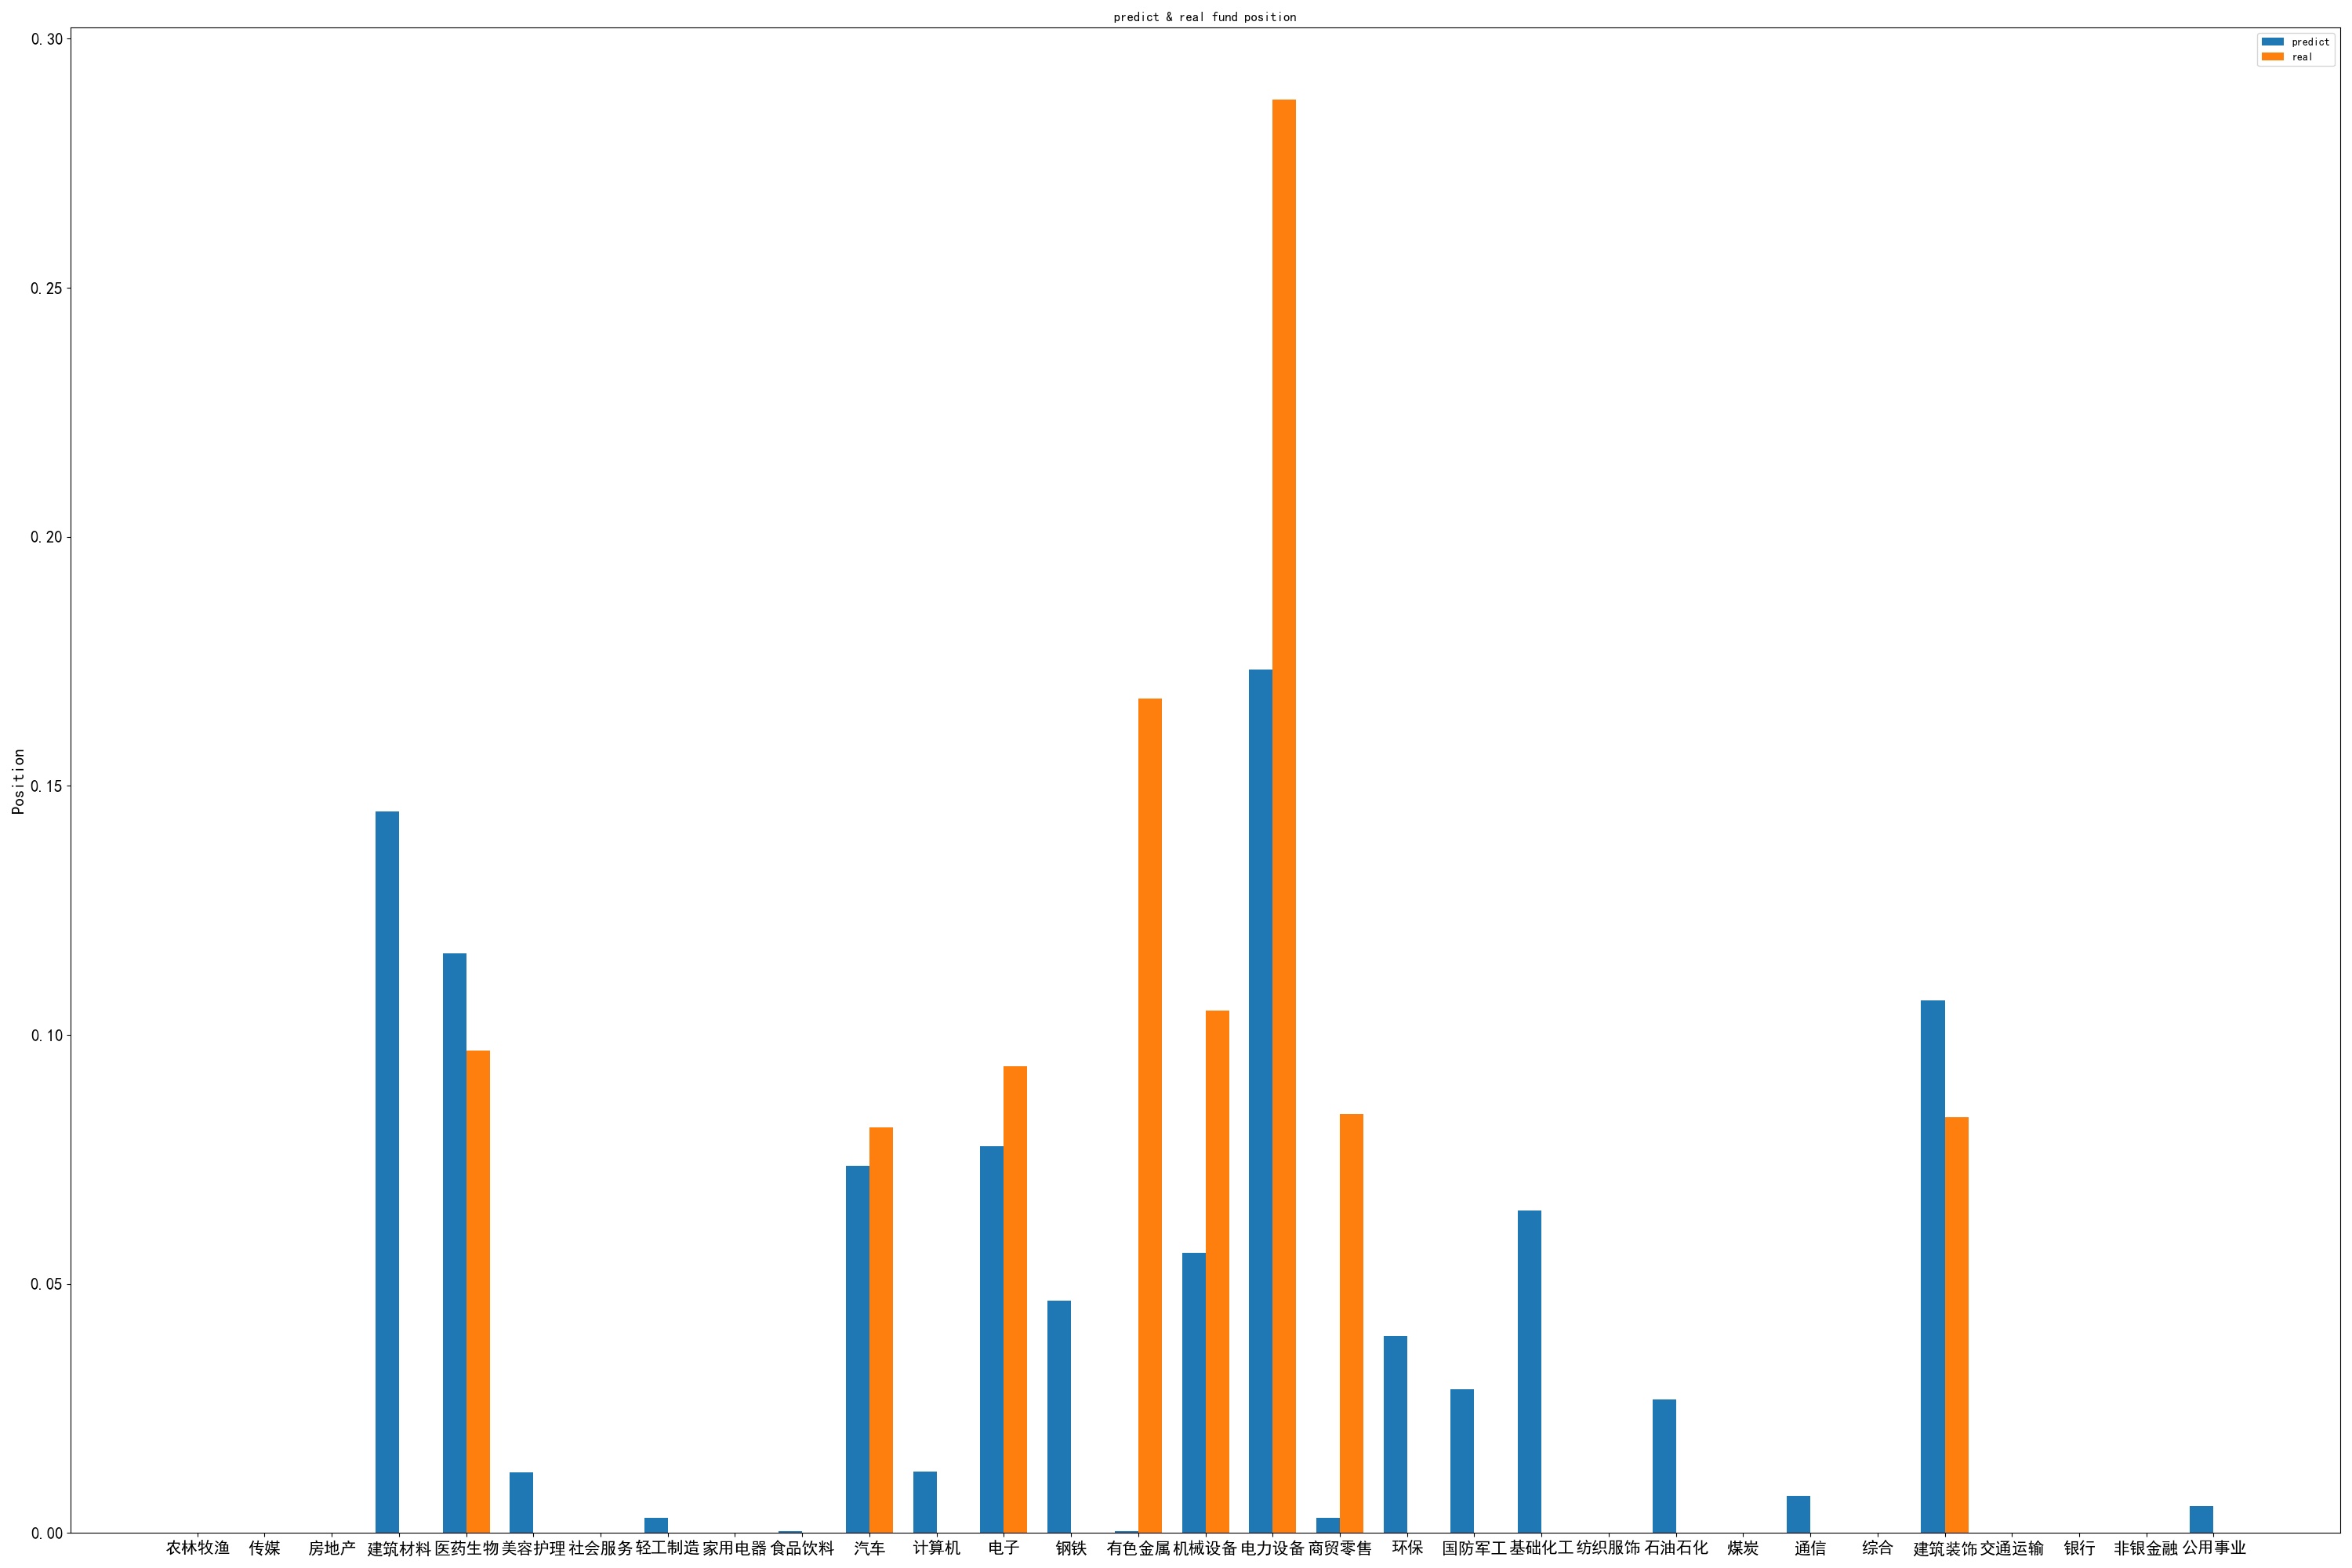 predict & real fund position
predict
real
Position
0.30
0.25
0.20
0.15
0.10
0.05
0.00
农林牧渔 传媒 房地产 建筑材料 医药生物 美容护理 社会服务 轻工制造 家用电器 食品饮料 汽车 计算机 电子 钢铁 有色金属 机械设备 电力设备 商贸零售 环保 国防军工 基础化工 纺织服饰 石油石化 煤炭 通信 综合 建筑装饰 交通运输 银行 非银金融 公用事业